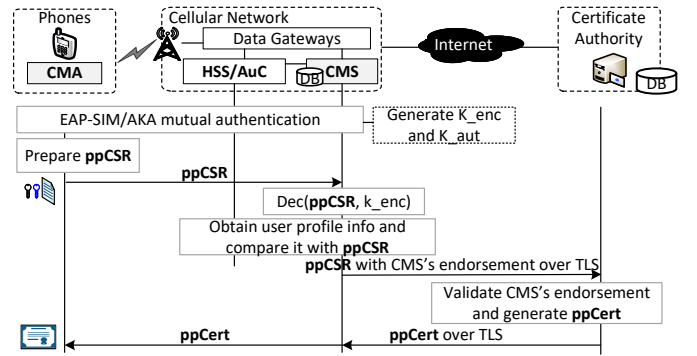 Phones
Cellular Network
Certificate
Authority
Data Gateways
Internet
CMA
HSS/AuC
DB
CMS
DB
EAP-SIM/AKA mutual authentication
Generate K_enc
and K_aut
Prepare ppCSR
ppCSR
Dec(ppCSR, k_enc)
Obtain user profile info and
compare it with ppCSR
ppCSR with CMS's endorsement over TLS
Validate CMS's endorsement
and generate ppCert
ppCert
ppCert over TLS